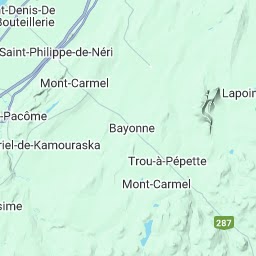 t-Denis-De
Bouteillerie
Saint-Philippe-de-Néri
Mont-Carmel
Lapoin
-Pacôme
Bayonne
riel-de-Kamouraska
Trou-à-Pépette
Mont-Carmel
sime
287